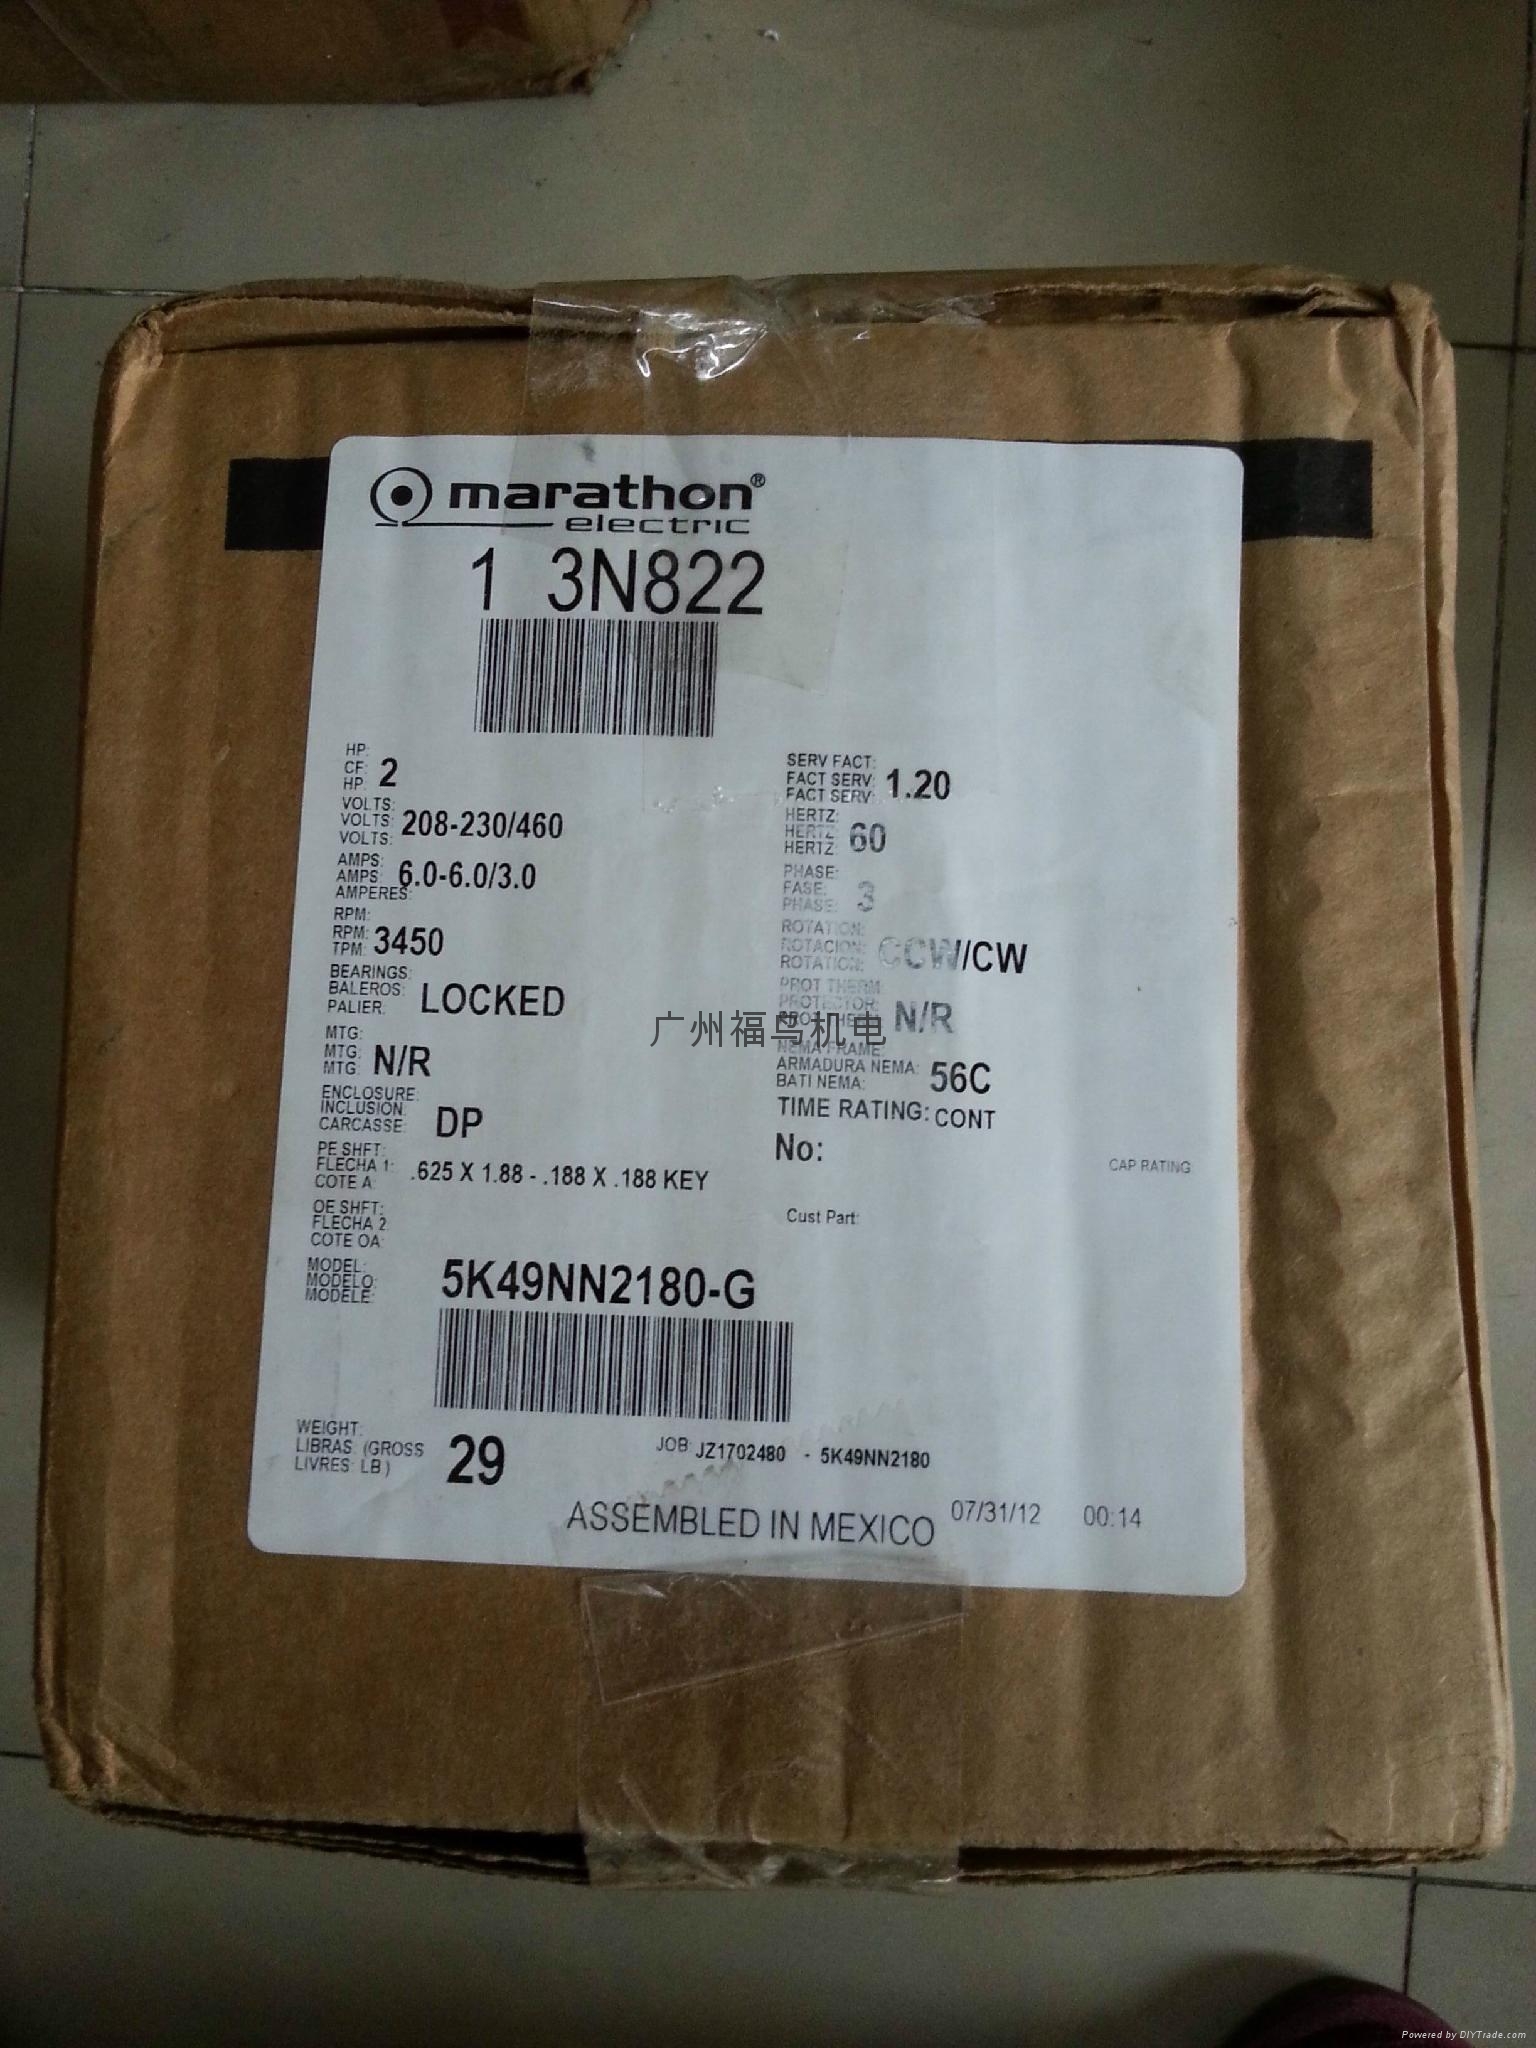 marathon®
electric
1 3N822
HP:
CF:
HP:
2
VOLTS:
VOLTS:
VOLTS:
208-230/460
AMPS:
AMPS:
AMPERES:
6.0-6.0/3.0
RPM:
RPM:
TPM:
3450
BEARINGS:
BALEROS:
PALIER:
LOCKED
MTG:
MTG:
MTG:
N/R
ENCLOSURE:
INCLUSION:
CARCASSE:
DP
PE SHFT:
FLECHA 1:
COTE A:
.625 X 1.88 - .188 X .188 KEY
OE SHFT:
FLECHA 2:
COTE OA:
MODEL:
MODELO:
MODELE:
5K49NN2180-G
SERV FACT:
FACT SERV:
FACT SERV:
1.20
HERTZ:
HERTZ:
HERTZ:
60
PHASE:
FASE:
PHASE:
3
ROTATION:
ROTACION:
ROTATION:
CCW/CW
PROT THERM:
PROTECTOR:
PROT THERM:
N/R
NEMA FRAME:
ARMADURA NEMA:
BATI NEMA:
56C
TIME RATING: CONT
No:
CAP RATING
Cust Part:
广州福鸟机电
WEIGHT:
LIBRAS: (GROSS
LIVRES: LB)
29
JOB: JZ1702480 - 5K49NN2180
ASSEMBLED IN MEXICO 07/31/12 00:14
Powered by DIYTrade.com